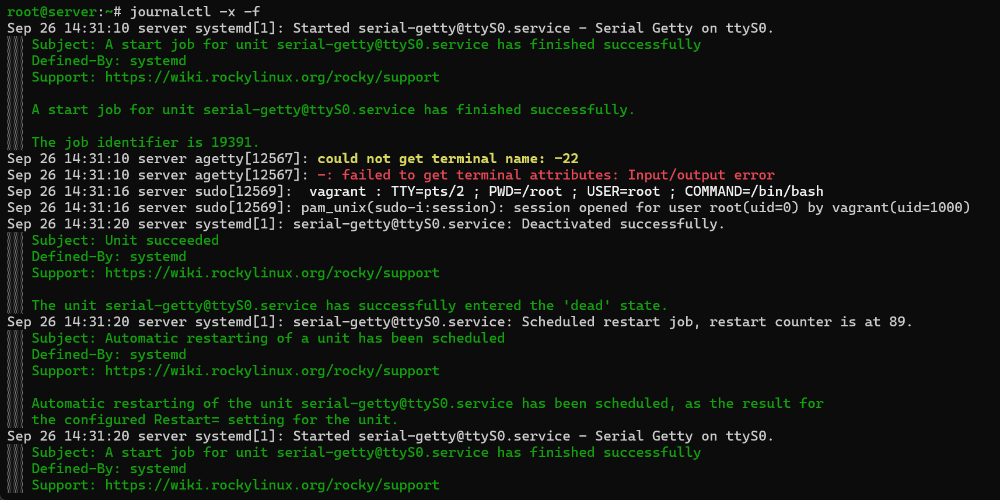 root@server:~# journalctl -x -f
Sep 26 14:31:10 server systemd[1]: Started serial-getty@ttyS0.service - Serial Getty on ttyS0.
░░ Subject: A start job for unit serial-getty@ttyS0.service has finished successfully
░░ Defined-By: systemd
░░ Support: https://wiki.rockylinux.org/rocky/support
░░
░░ A start job for unit serial-getty@ttyS0.service has finished successfully.
░░
░░ The job identifier is 19391.
Sep 26 14:31:10 server agetty[12567]: could not get terminal name: -22
Sep 26 14:31:10 server agetty[12567]: -: failed to get terminal attributes: Input/output error
Sep 26 14:31:16 server sudo[12569]:  vagrant : TTY=pts/2 ; PWD=/root ; USER=root ; COMMAND=/bin/bash
Sep 26 14:31:16 server sudo[12569]: pam_unix(sudo-i:session): session opened for user root(uid=0) by vagrant(uid=1000)
Sep 26 14:31:20 server systemd[1]: serial-getty@ttyS0.service: Deactivated successfully.
░░ Subject: Unit succeeded
░░ Defined-By: systemd
░░ Support: https://wiki.rockylinux.org/rocky/support
░░
░░ The unit serial-getty@ttyS0.service has successfully entered the 'dead' state.
Sep 26 14:31:20 server systemd[1]: serial-getty@ttyS0.service: Scheduled restart job, restart counter is at 89.
░░ Subject: Automatic restarting of a unit has been scheduled
░░ Defined-By: systemd
░░ Support: https://wiki.rockylinux.org/rocky/support
░░
░░ Automatic restarting of the unit serial-getty@ttyS0.service has been scheduled, as the result for
░░ the configured Restart= setting for the unit.
Sep 26 14:31:20 server systemd[1]: Started serial-getty@ttyS0.service - Serial Getty on ttyS0.
░░ Subject: A start job for unit serial-getty@ttyS0.service has finished successfully
░░ Defined-By: systemd
░░ Support: https://wiki.rockylinux.org/rocky/support